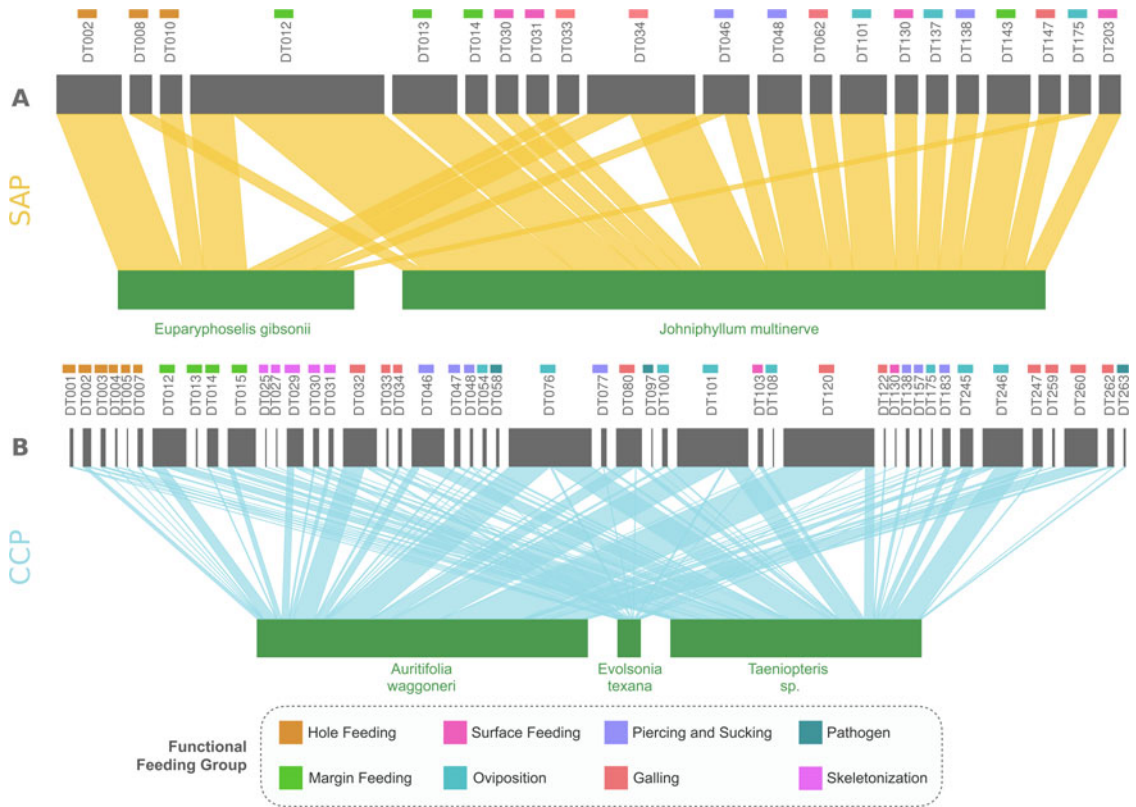 DT002 DT008 DT010 DT012 DT013 DT014 DT030 DT031 DT033 DT034 DT046 DT048 DT062 DT101 DT130 DT137 DT138 DT143 DT147 DT175 DT203
A
SAP
Euparyphoselis gibsonii Johniphyllum multinerve
DT001 DT002 DT003 DT004 DT005 DT007 DT012 DT013 DT014 DT015 DT025 DT027 DT029 DT030 DT031 DT032 DT033 DT034 DT046 DT047 DT048 DT054 DT058 DT076 DT077 DT080 DT097 DT100 DT101 DT103 DT108 DT120 DT122 DT130 DT138 DT157 DT175 DT183 DT245 DT246 DT247 DT259 DT260 DT262 DT263
B
CCP
Auritifolia Evolsonia Taeniopteris
waggoneri texana sp.
Hole Feeding Surface Feeding Piercing and Sucking Pathogen
Functional
Feeding Group
Margin Feeding Oviposition Galling Skeletonization